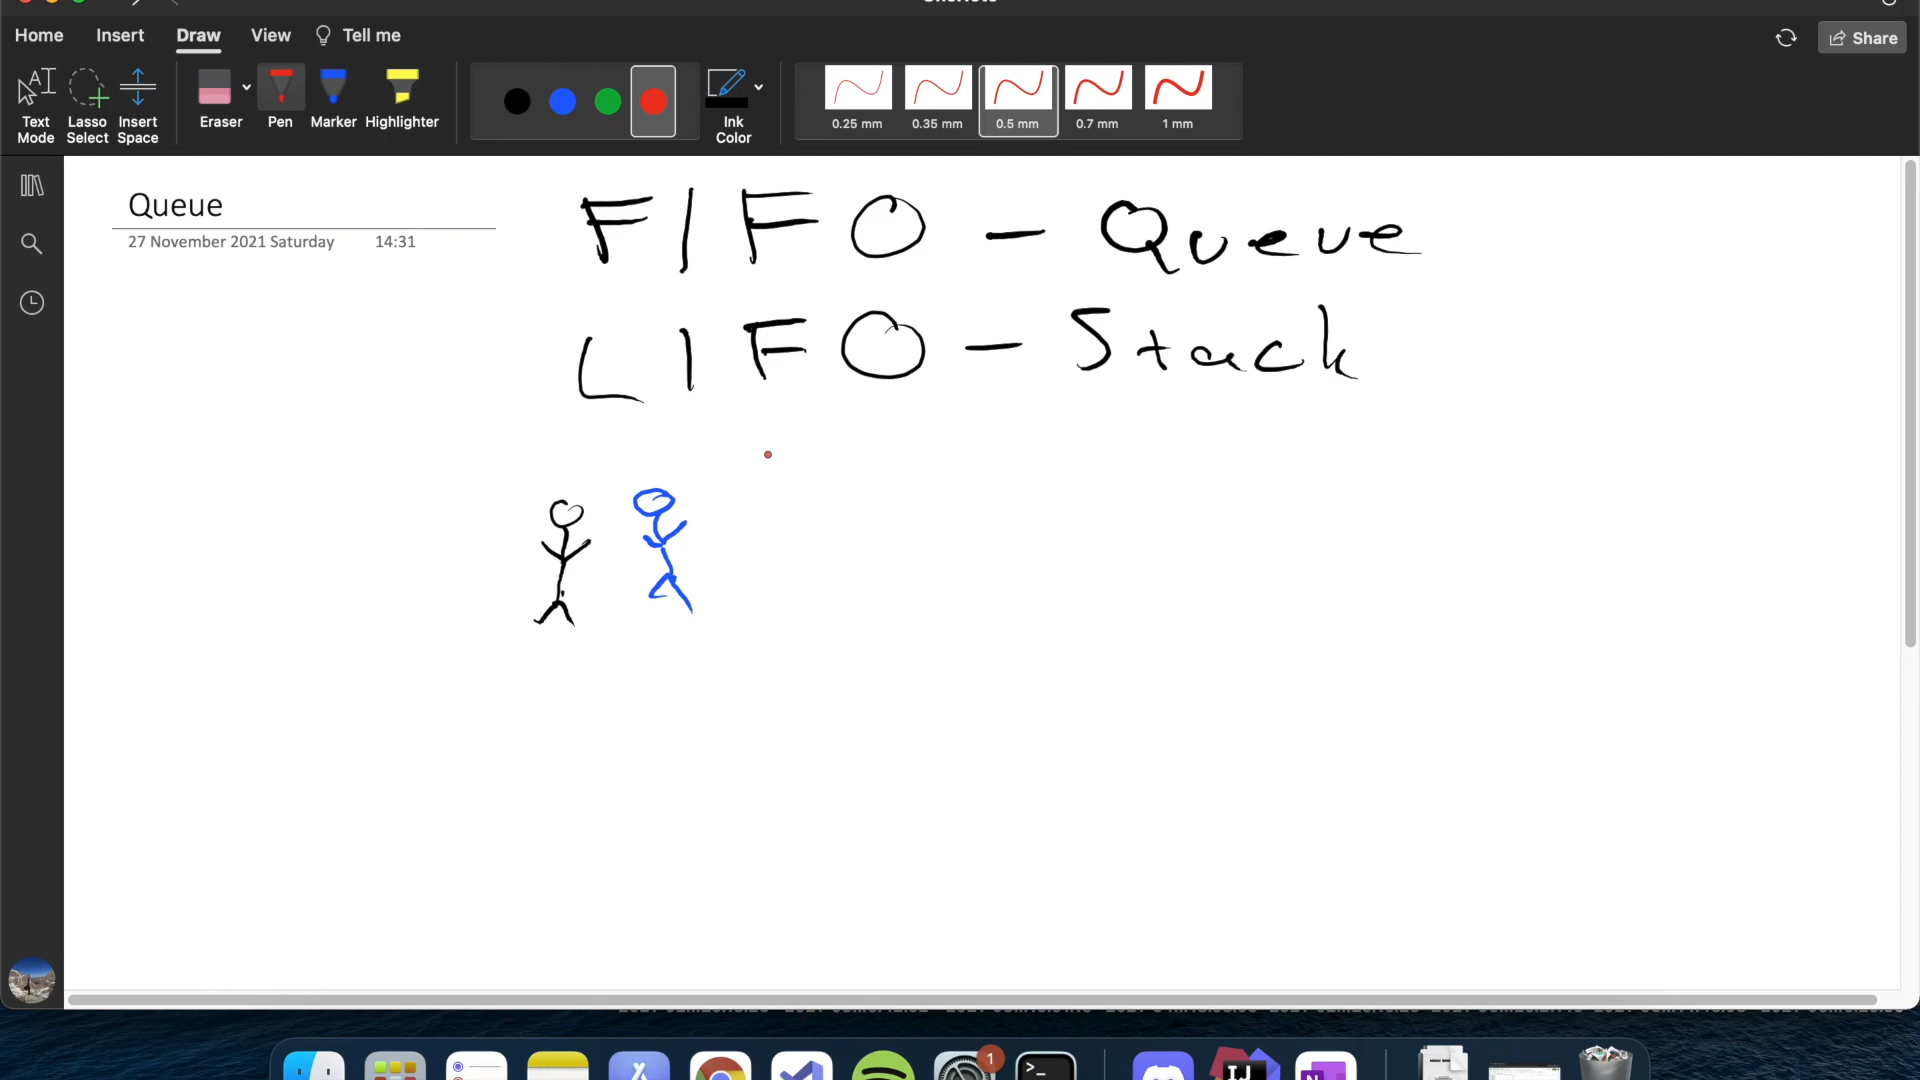 Home Insert Draw View Tell me
Share
Text Mode
Lasso Select
Insert Space
Eraser
Pen
Marker
Highlighter
Ink Color
0.25 mm
0.35 mm
0.5 mm
0.7 mm
1 mm
Queue
27 November 2021 Saturday 14:31
FIFO - Queue
LIFO - Stack
1